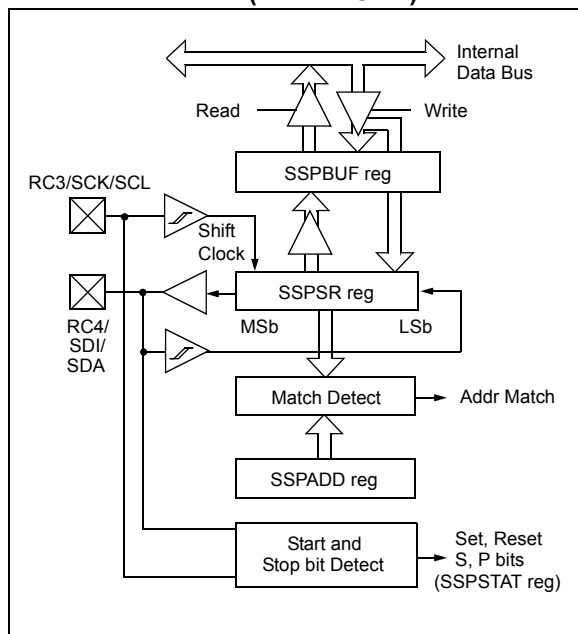 Internal
Data Bus
Read
Write
SSPBUF reg
RC3/SCK/SCL
Shift
Clock
SSPSR reg
MSb
LSb
RC4/
SDI/
SDA
Match Detect
Addr Match
SSPADD reg
Start and
Stop bit Detect
Set, Reset
S, P bits
(SSPSTAT reg)